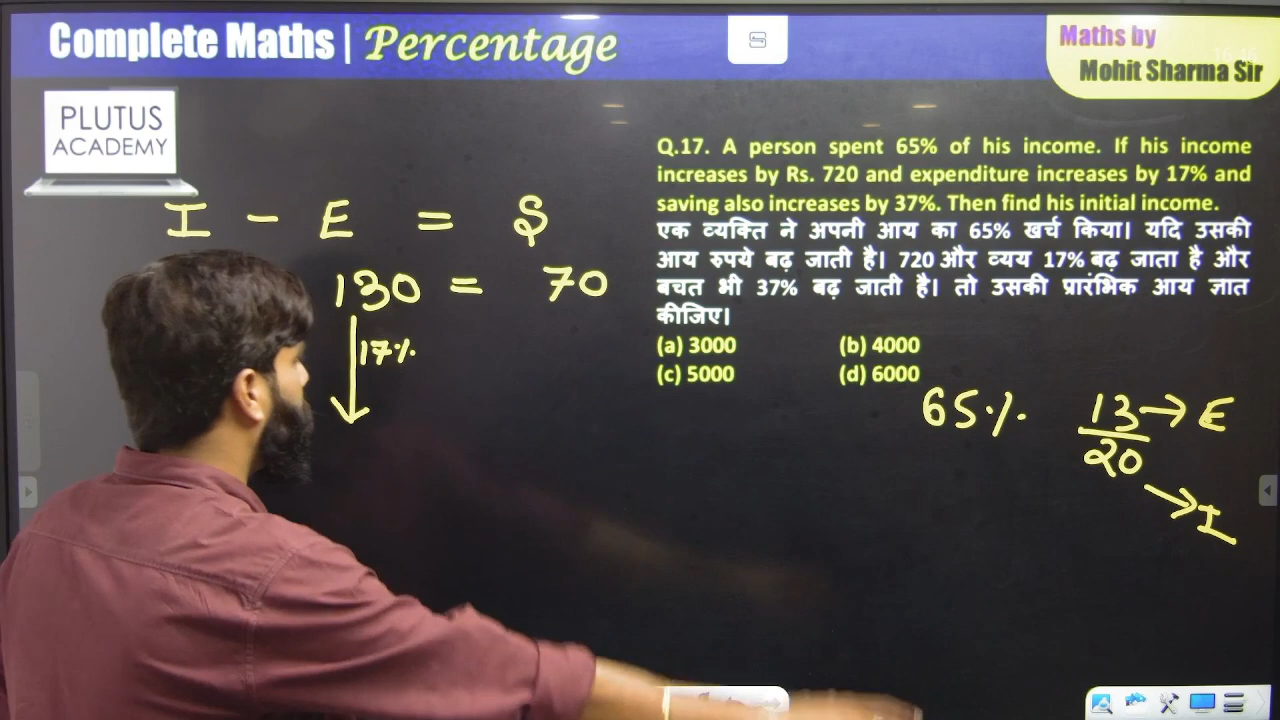 Complete Maths | Percentage
Maths by
Mohit Sharma Sir
PLUTUS
ACADEMY
Q.17. A person spent 65% of his income. If his income
increases by Rs. 720 and expenditure increases by 17% and
saving also increases by 37%. Then find his initial income.
एक व्यक्ति ने अपनी आय का 65% खर्च किया। यदि उसकी
आय रुपये बढ़ जाती है। 720 और व्यय 17% बढ़ जाता है और
बचत भी 37% बढ़ जाती है। तो उसकी प्रारंभिक आय ज्ञात
कीजिए।
(a) 3000 (b) 4000
(c) 5000 (d) 6000
I - E = S
130 = 70
17%
65% 13 → E
20
→ I